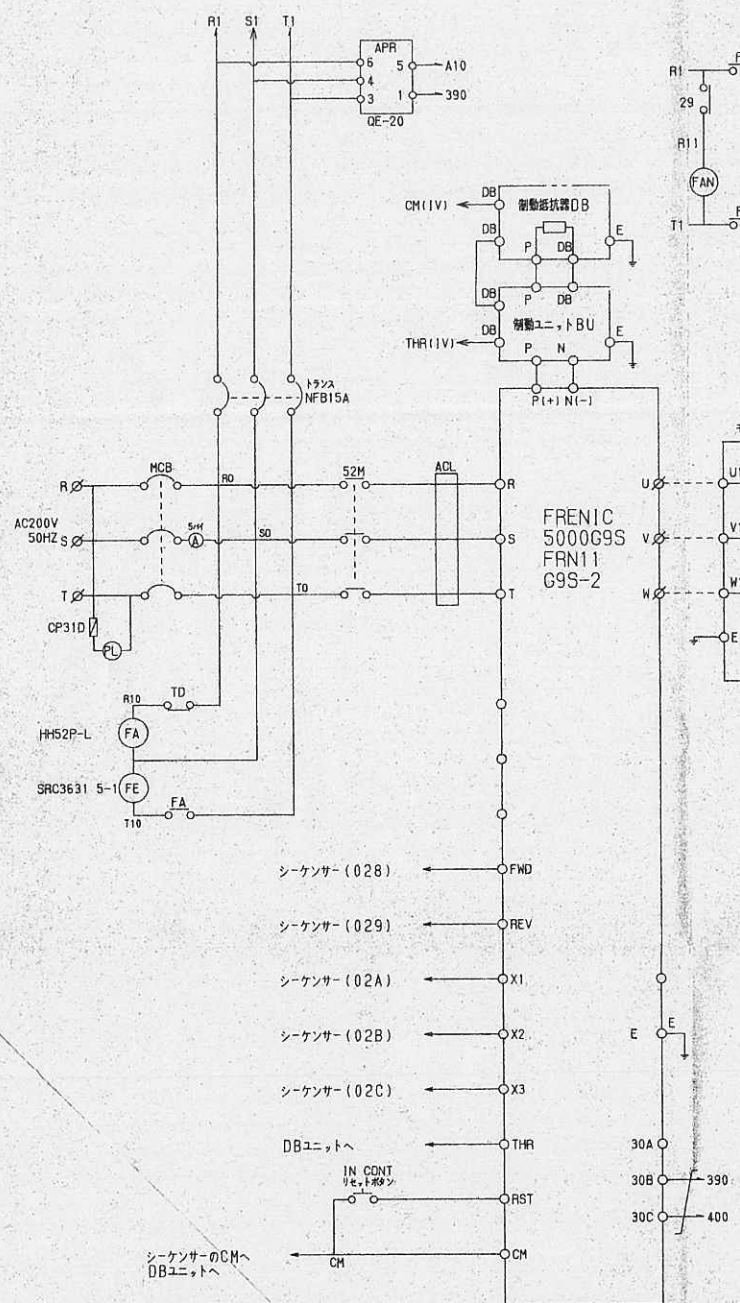 R1 S1 T1
APR
6 5 A10
4
3 1 390
QE-20
R1
29
R11
FAN
T1
CM(IV) DB 制動抵抗器DB
DB P DB E
DB P DB
制動ユニットBU
THR(IV) DB P N E
P(+) N(-)
トランス
NFB15A
MCB 52M ACL
R R0 R U
AC200V
50HZ S A S0 S V
T T0 T W
FRENIC
5000G9S
FRN11
G9S-2
E
CP31D
PL
R10 TD
HH52P-L FA
SRC3631 5-1 FE
T10 FA
シーケンサー(028) FWD
シーケンサー(029) REV
シーケンサー(02A) X1
シーケンサー(02B) X2 E E
シーケンサー(02C) X3
DBユニットへ THR 30A
IN CONT
リセットボタン
RST 30B 390
30C 400
シーケンサーのCMへ CM CM
DBユニットへ